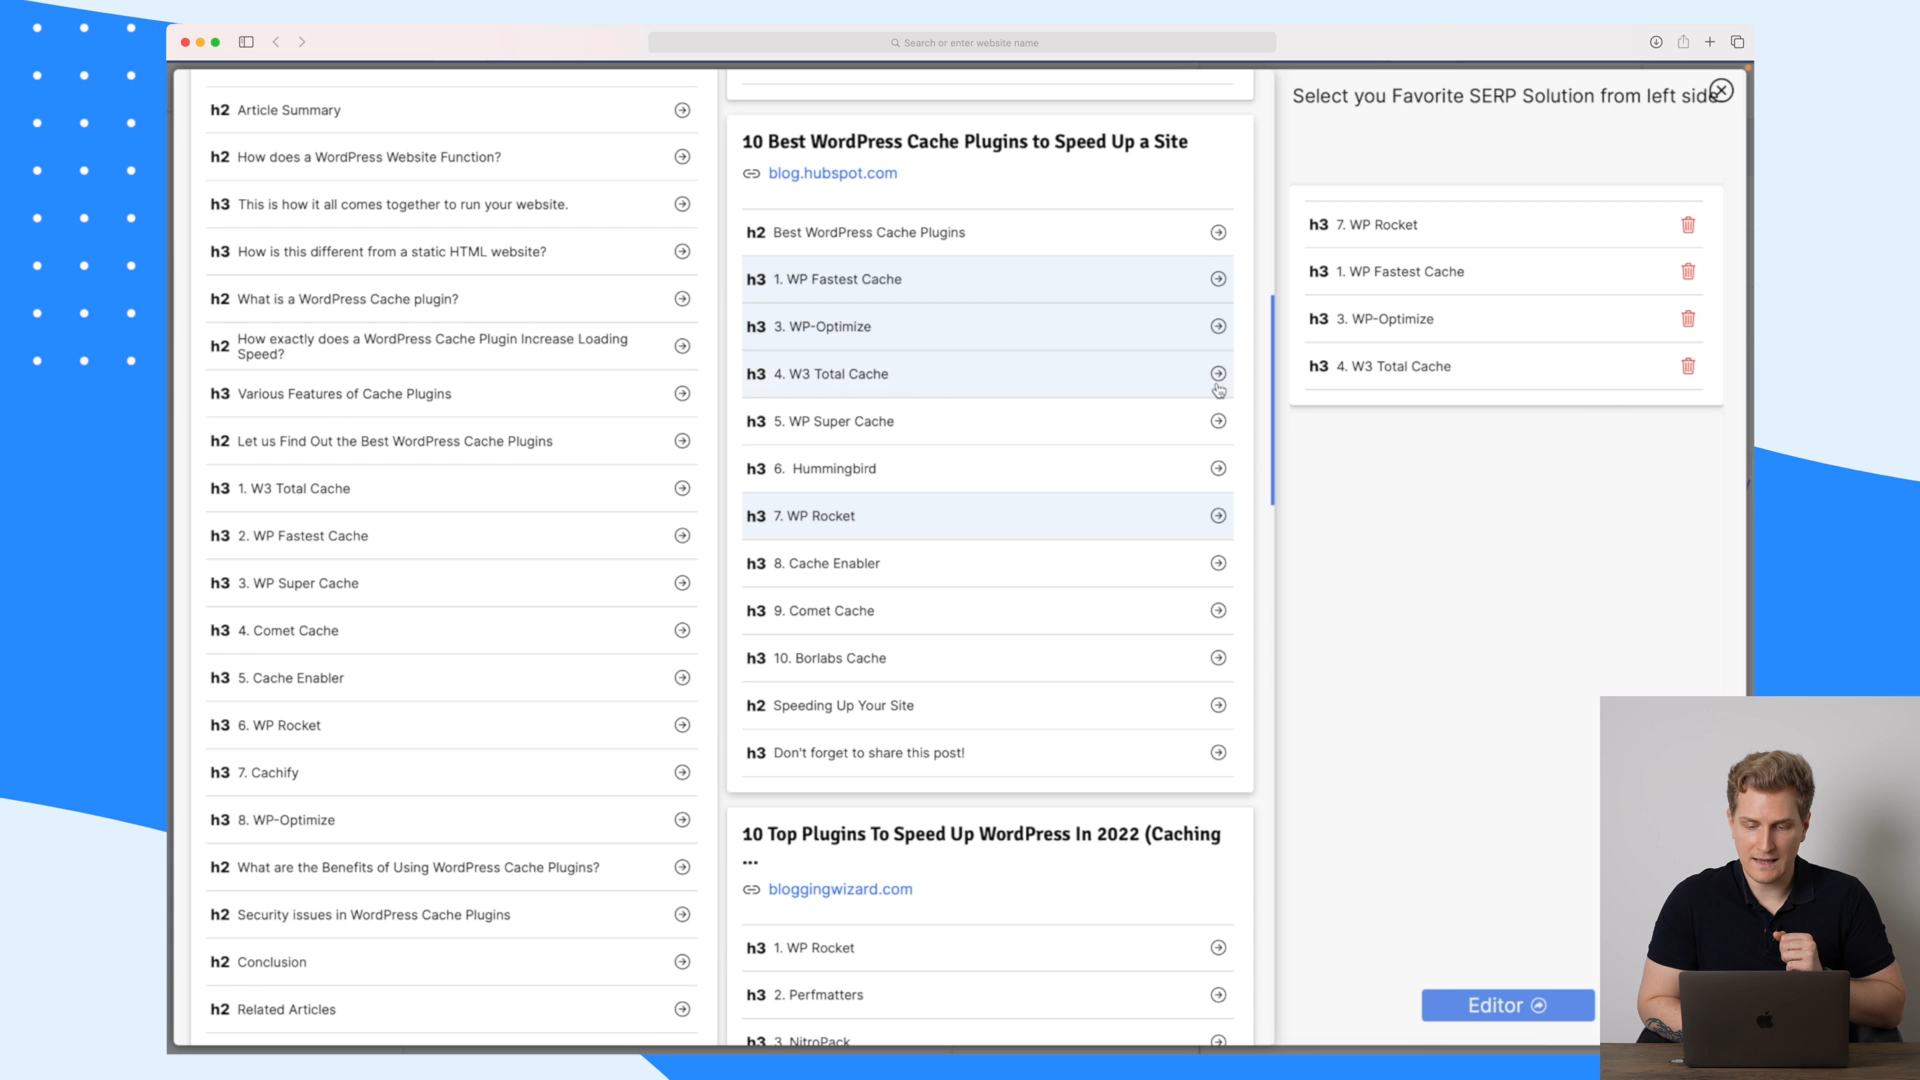 Search or enter website name
h2 Article Summary
h2 How does a WordPress Website Function?
h3 This is how it all comes together to run your website.
h3 How is this different from a static HTML website?
h2 What is a WordPress Cache plugin?
h2 How exactly does a WordPress Cache Plugin Increase Loading
Speed?
h3 Various Features of Cache Plugins
h2 Let us Find Out the Best WordPress Cache Plugins
h3 1. W3 Total Cache
h3 2. WP Fastest Cache
h3 3. WP Super Cache
h3 4. Comet Cache
h3 5. Cache Enabler
h3 6. WP Rocket
h3 7. Cachify
h3 8. WP-Optimize
h2 What are the Benefits of Using WordPress Cache Plugins?
h2 Security issues in WordPress Cache Plugins
h2 Conclusion
h2 Related Articles
10 Best WordPress Cache Plugins to Speed Up a Site
blog.hubspot.com
h2 Best WordPress Cache Plugins
h3 1. WP Fastest Cache
h3 3. WP-Optimize
h3 4. W3 Total Cache
h3 5. WP Super Cache
h3 6. Hummingbird
h3 7. WP Rocket
h3 8. Cache Enabler
h3 9. Comet Cache
h3 10. Borlabs Cache
h2 Speeding Up Your Site
h3 Don't forget to share this post!
10 Top Plugins To Speed Up WordPress In 2022 (Caching
...
bloggingwizard.com
h3 1. WP Rocket
h3 2. Perfmatters
h3 3. NitroPack
Select you Favorite SERP Solution from left side
h3 7. WP Rocket
h3 1. WP Fastest Cache
h3 3. WP-Optimize
h3 4. W3 Total Cache
Editor